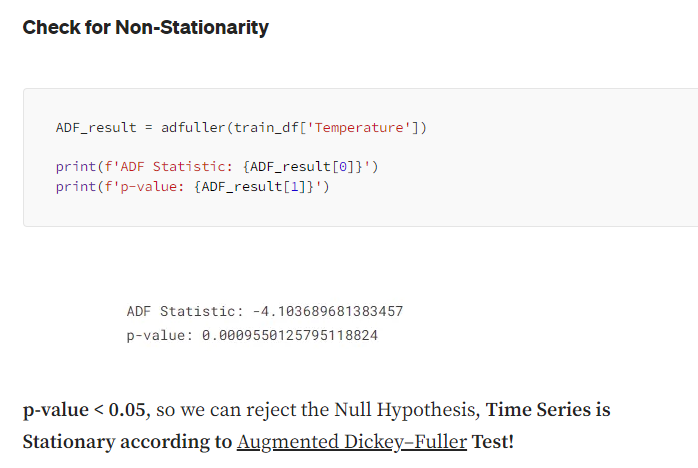 Check for Non-Stationarity
ADF_result = adfuller(train_df['Temperature'])
print(f'ADF Statistic: {ADF_result[0]}')
print(f'p-value: {ADF_result[1]}')
ADF Statistic: -4.103689681383457
p-value: 0.0009550125795118824
p-value < 0.05, so we can reject the Null Hypothesis, Time Series is
Stationary according to Augmented Dickey–Fuller Test!